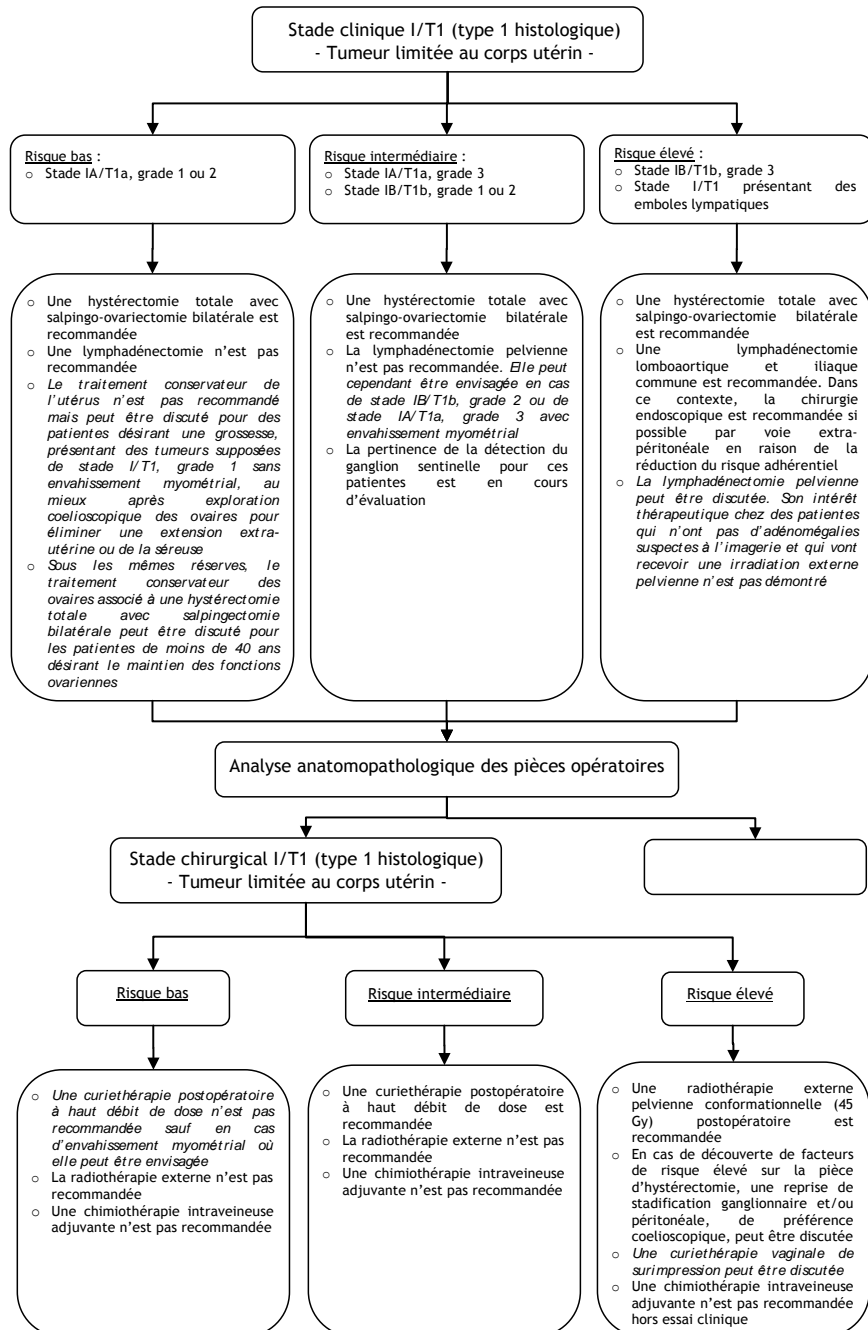 Stade clinique I/T1 (type 1 histologique)
- Tumeur limitée au corps utérin -
Risque bas :
o Stade IA/T1a, grade 1 ou 2
Risque intermédiaire :
o Stade IA/T1a, grade 3
o Stade IB/T1b, grade 1 ou 2
Risque élevé :
o Stade IB/T1b, grade 3
o Stade I/T1 présentant des
emboles lymphatiques
o Une hystérectomie totale avec
salpingo-ovariectomie bilatérale est
recommandée
o Une lymphadénectomie n'est pas
recommandée
o Le traitement conservateur de
l'utérus n'est pas recommandé
mais peut être discuté pour des
patientes désirant une grossesse,
présentant des tumeurs supposées
de stade I/T1, grade 1 sans
envahissement myométrial, au
mieux après exploration
coelioscopique des ovaires pour
éliminer une extension extra-
utérine ou de la séreuse
o Sous les mêmes réserves, le
traitement conservateur des
ovaires associé à une hystérectomie
totale avec salpingectomie
bilatérale peut être discuté pour
les patientes de moins de 40 ans
désirant le maintien des fonctions
ovariennes
o Une hystérectomie totale avec
salpingo-ovariectomie bilatérale
est recommandée
o La lymphadénectomie pelvienne
n'est pas recommandée. Elle peut
cependant être envisagée en cas
de stade IB/T1b, grade 2 ou de
stade IA/T1a, grade 3 avec
envahissement myométrial
o La pertinence de la détection du
ganglion sentinelle pour ces
patientes est en cours
d'évaluation
o Une hystérectomie totale avec
salpingo-ovariectomie bilatérale
est recommandée
o Une lymphadénectomie
lomboaortique et iliaque
commune est recommandée. Dans
ce contexte, la chirurgie
endoscopique est recommandée si
possible par voie extra-
péritonéale en raison de la
réduction du risque adhérentiel
o La lymphadénectomie pelvienne
peut être discutée. Son intérêt
thérapeutique chez des patientes
qui n'ont pas d'adénomégalies
suspectes à l'imagerie et qui vont
recevoir une irradiation externe
pelvienne n'est pas démontré
Analyse anatomopathologique des pièces opératoires
Stade chirurgical I/T1 (type 1 histologique)
- Tumeur limitée au corps utérin -
Risque bas
Risque intermédiaire
Risque élevé
o Une curiethérapie postopératoire
à haut débit de dose n'est pas
recommandée sauf en cas
d'envahissement myométrial où
elle peut être envisagée
o La radiothérapie externe n'est pas
recommandée
o Une chimiothérapie intraveineuse
adjuvante n'est pas recommandée
o Une curiethérapie postopératoire
à haut débit de dose est
recommandée
o La radiothérapie externe n'est pas
recommandée
o Une chimiothérapie intraveineuse
adjuvante n'est pas recommandée
o Une radiothérapie externe
pelvienne conformationnelle (45
Gy) postopératoire est
recommandée
o En cas de découverte de facteurs
de risque élevé sur la pièce
d'hystérectomie, une reprise de
stadification ganglionnaire et/ou
péritonéale, de préférence
coelioscopique, peut être discutée
o Une curiethérapie vaginale de
surimpression peut être discutée
o Une chimiothérapie intraveineuse
adjuvante n'est pas recommandée
hors essai clinique